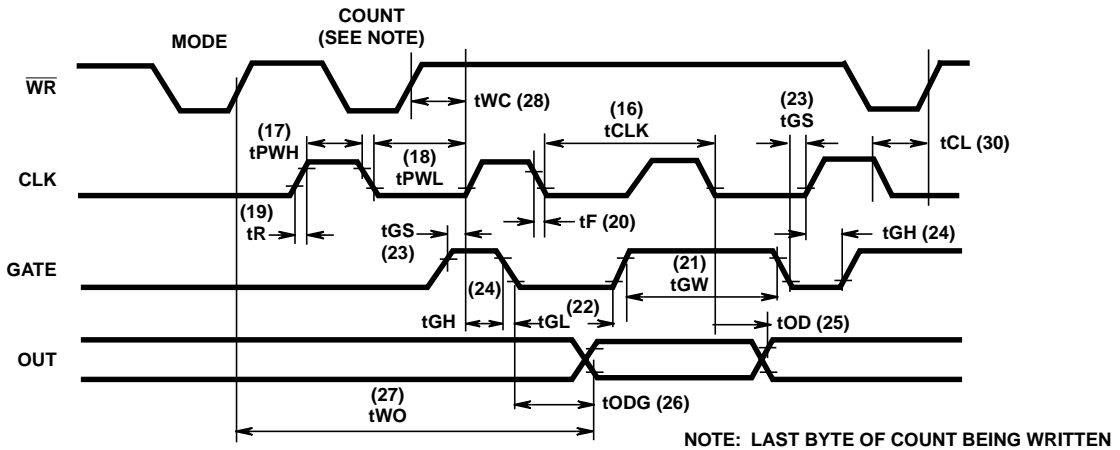 COUNT
(SEE NOTE)
MODE
WR
tWC (28)
(16)
tCLK
(23)
tGS
tCL (30)
(17)
tPWH
(18)
tPWL
CLK
(19)
tR
tGS
(23)
tF (20)
tGH (24)
GATE
(21)
tGW
(24)
tGH
(22)
tGL
tOD (25)
OUT
(27)
tWO
tODG (26)
NOTE: LAST BYTE OF COUNT BEING WRITTEN